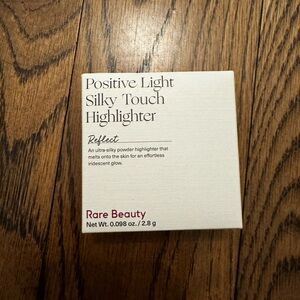 Positive Light
Silky Touch
Highlighter
Reflect
An ultra-silky powder highlighter that
melts onto the skin for an effortless
iridescent glow.
Rare Beauty
Net Wt. 0.098 oz. / 2.8 g